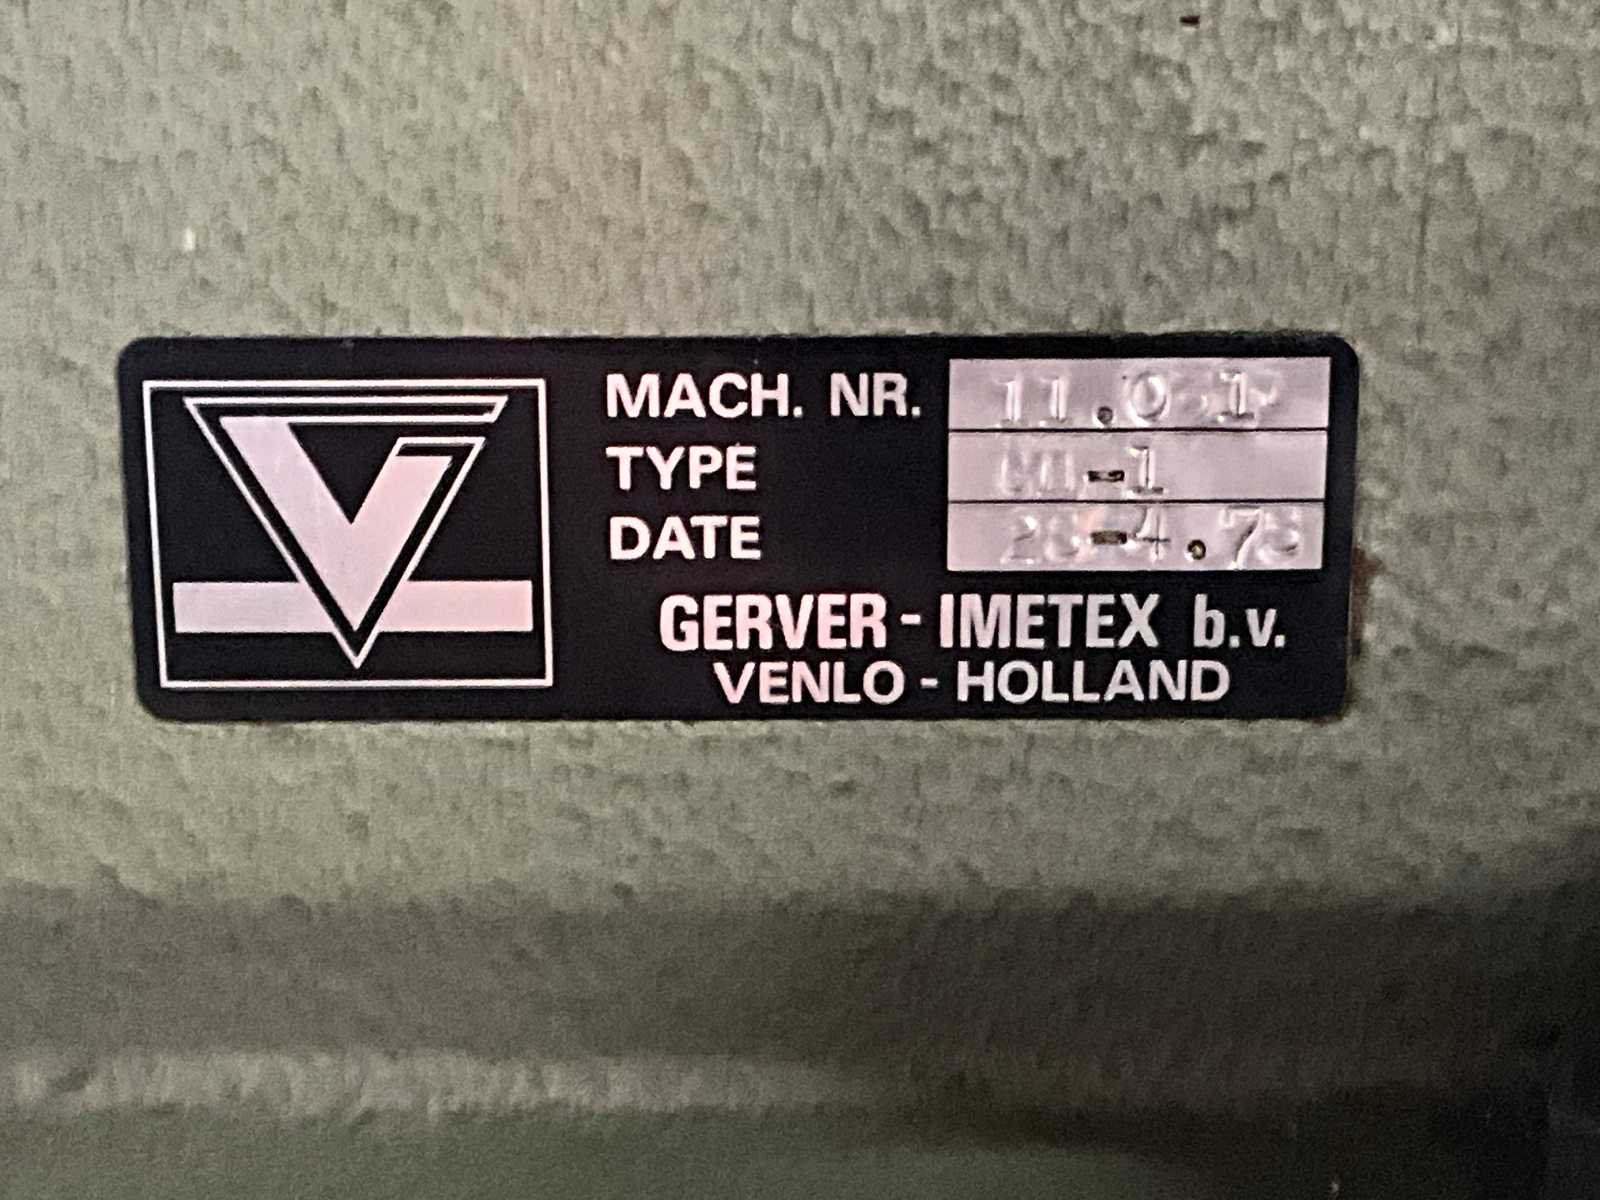 MACH. NR.
TYPE
DATE
GERVER - IMETEX b.v.
VENLO - HOLLAND